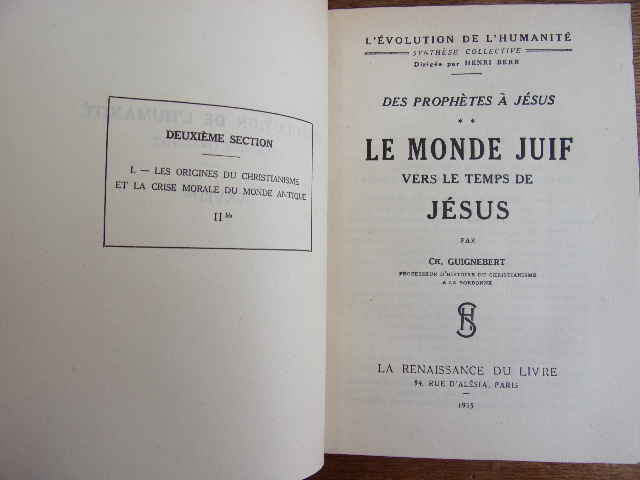 DEUXIÈME SECTION
I. — LES ORIGINES DU CHRISTIANISME
ET LA CRISE MORALE DU MONDE ANTIQUE
II bis
L'ÉVOLUTION DE L'HUMANITÉ
SYNTHÈSE COLLECTIVE
Dirigée par HENRI BERR
DES PROPHÈTES À JÉSUS
* *
LE MONDE JUIF
VERS LE TEMPS DE
JÉSUS
PAR
CH. GUIGNEBERT
PROFESSEUR D'HISTOIRE DU CHRISTIANISME
A LA SORBONNE
LA RENAISSANCE DU LIVRE
94, RUE D'ALÉSIA, PARIS
1935